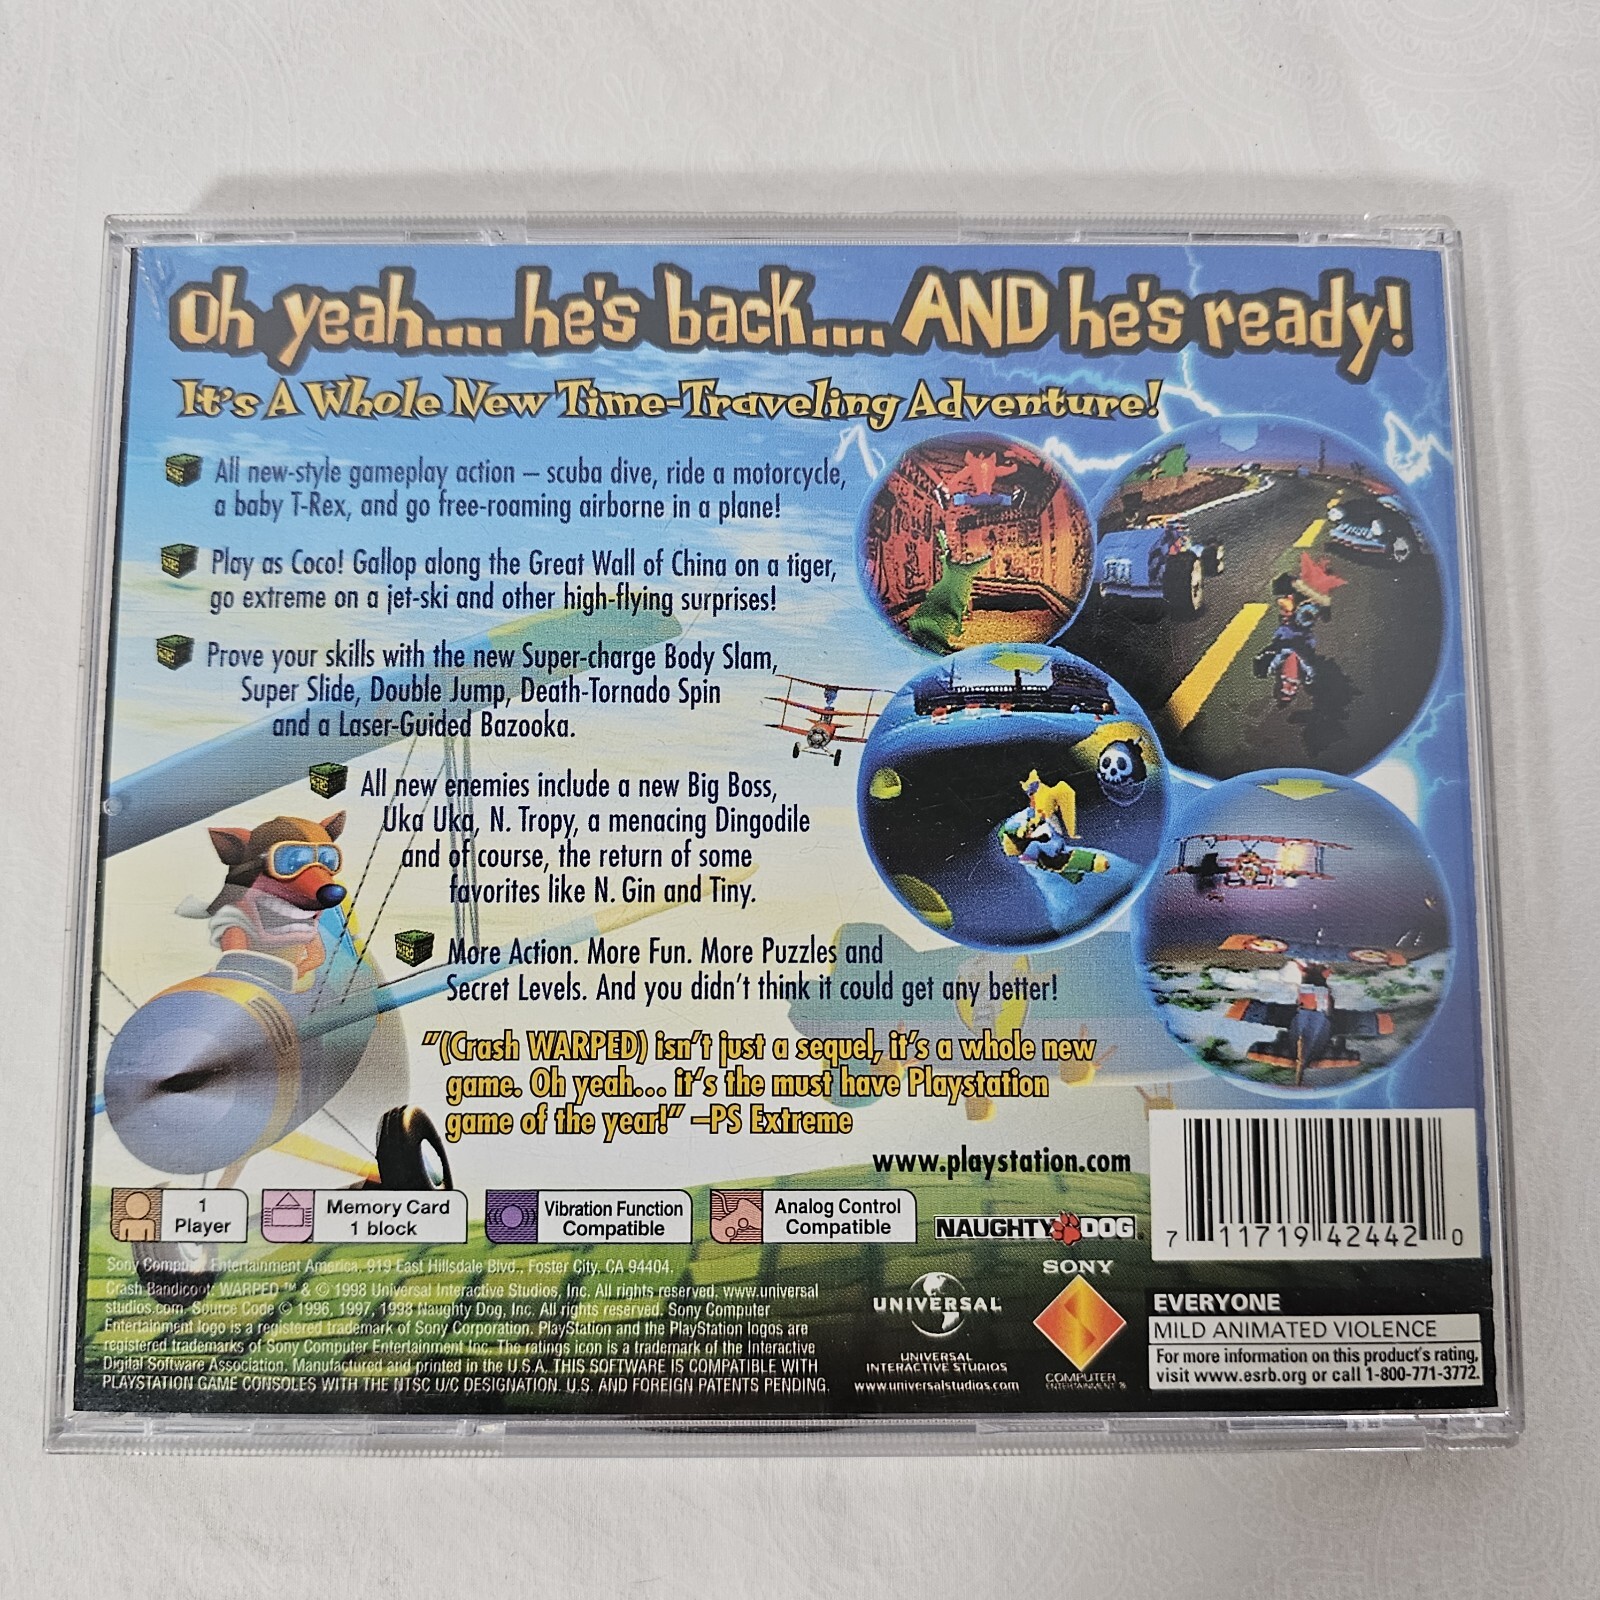 Oh yeah.... he's back.... AND he's ready!
It's A Whole New Time-Traveling Adventure!
All new-style gameplay action – scuba dive, ride a motorcycle,
a baby T-Rex, and go free-roaming airborne in a plane!
Play as Coco! Gallop along the Great Wall of China on a tiger,
go extreme on a jet-ski and other high-flying surprises!
Prove your skills with the new Super-charge Body Slam,
Super Slide, Double Jump, Death-Tornado Spin
and a Laser-Guided Bazooka.
All new enemies include a new Big Boss,
Uka Uka, N. Tropy, a menacing Dingodile
and of course, the return of some
favorites like N. Gin and Tiny.
More Action. More Fun. More Puzzles and
Secret Levels. And you didn't think it could get any better!
"(Crash WARPED) isn't just a sequel, it's a whole new
game. Oh yeah... it's the must have Playstation
game of the year!" –PS Extreme
www.playstation.com
1
Player
Memory Card
1 block
Vibration Function
Compatible
Analog Control
Compatible
NAUGHTY DOG
7 11719 42442 0
Sony Computer Entertainment America, 919 East Hillsdale Blvd., Foster City, CA 94404.
Crash Bandicoot: WARPED ™ & © 1998 Universal Interactive Studios, Inc. All rights reserved. www.universal
studios.com. Source Code © 1996, 1997, 1998 Naughty Dog, Inc. All rights reserved. Sony Computer
Entertainment logo is a registered trademark of Sony Corporation. PlayStation and the PlayStation logos are
registered trademarks of Sony Computer Entertainment Inc. The ratings icon is a trademark of the Interactive
Digital Software Association. Manufactured and printed in the U.S.A. THIS SOFTWARE IS COMPATIBLE WITH
PLAYSTATION GAME CONSOLES WITH THE NTSC U/C DESIGNATION. U.S. AND FOREIGN PATENTS PENDING.
UNIVERSAL
UNIVERSAL
INTERACTIVE STUDIOS
www.universalstudios.com
SONY
COMPUTER
ENTERTAINMENT ®
EVERYONE
MILD ANIMATED VIOLENCE
For more information on this product's rating,
visit www.esrb.org or call 1-800-771-3772.